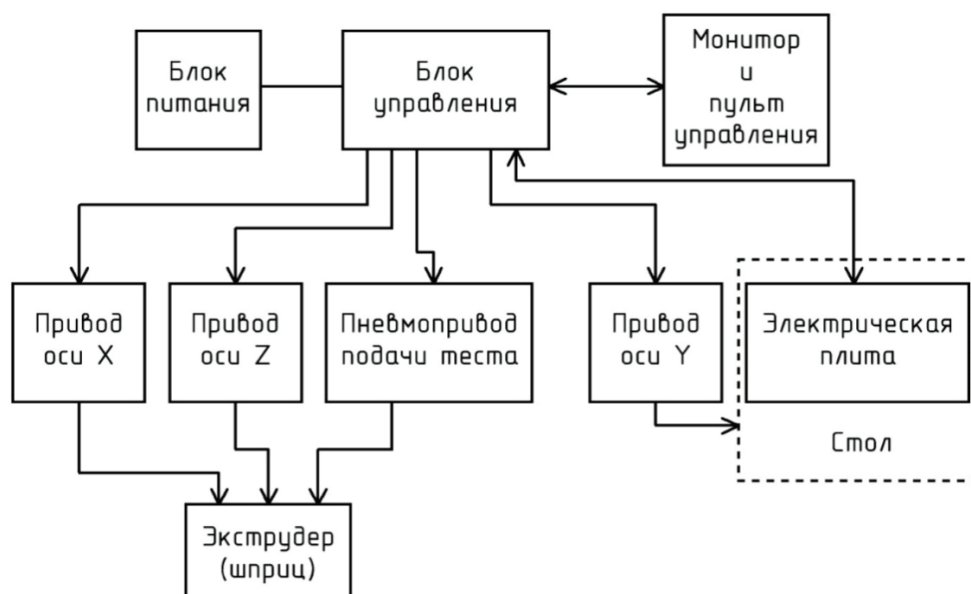 Блок
питания
Блок
управления
Монитор
и
пульт
управления
Привод
оси X
Привод
оси Z
Пневмопривод
подачи теста
Привод
оси Y
Электрическая
плита
Стол
Экструдер
(шприц)